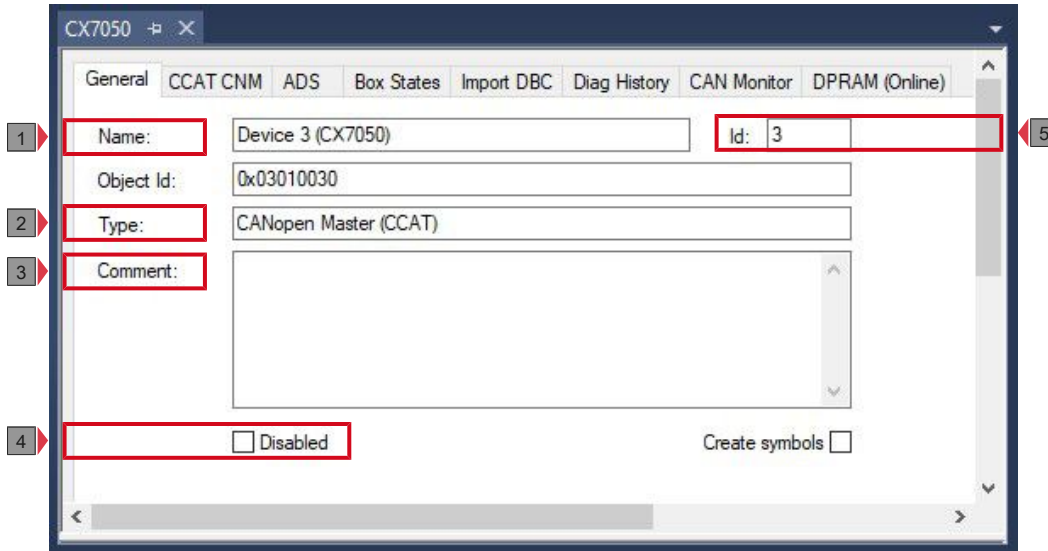 CX7050
General CCAT CNM ADS Box States Import DBC Diag History CAN Monitor DPRAM (Online)
1 Name: Device 3 (CX7050) Id: 3 5
Object Id: 0x03010030
2 Type: CANopen Master (CCAT)
3 Comment:
4 Disabled Create symbols